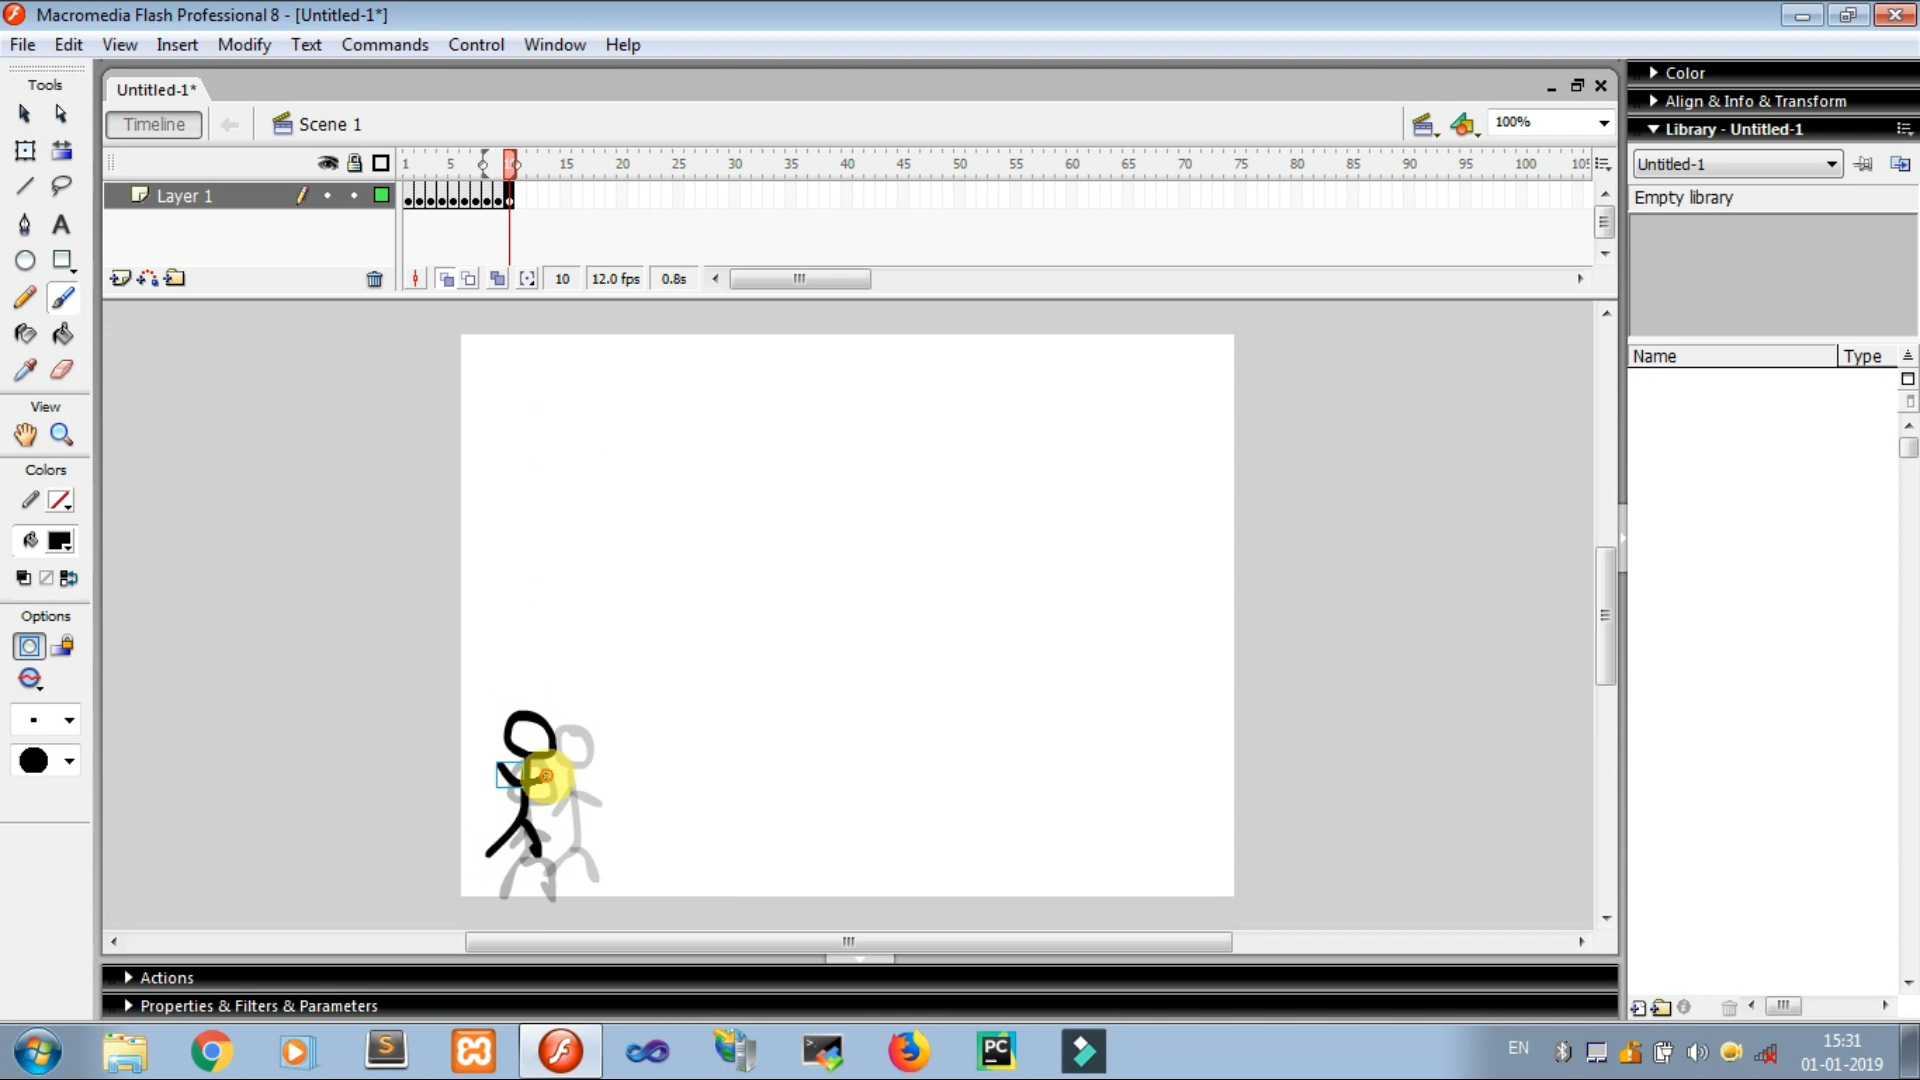 Macromedia Flash Professional 8 - [Untitled-1*]
File Edit View Insert Modify Text Commands Control Window Help
Tools
Untitled-1*
Timeline
Scene 1
100%
1 5 10 15 20 25 30 35 40 45 50 55 60 65 70 75 80 85 90 95 100 105
Layer 1
10 12.0 fps 0.8s
View
Colors
Options
Actions
Properties & Filters & Parameters
Color
Align & Info & Transform
Library - Untitled-1
Untitled-1
Empty library
Name Type
A
S
PC
EN
15:31
01-01-2019